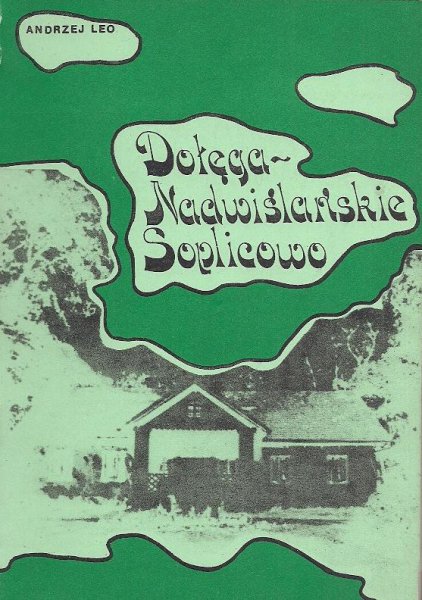 ANDRZEJ LEO
Dołęga-
Nadwiślańskie
Soplicowo